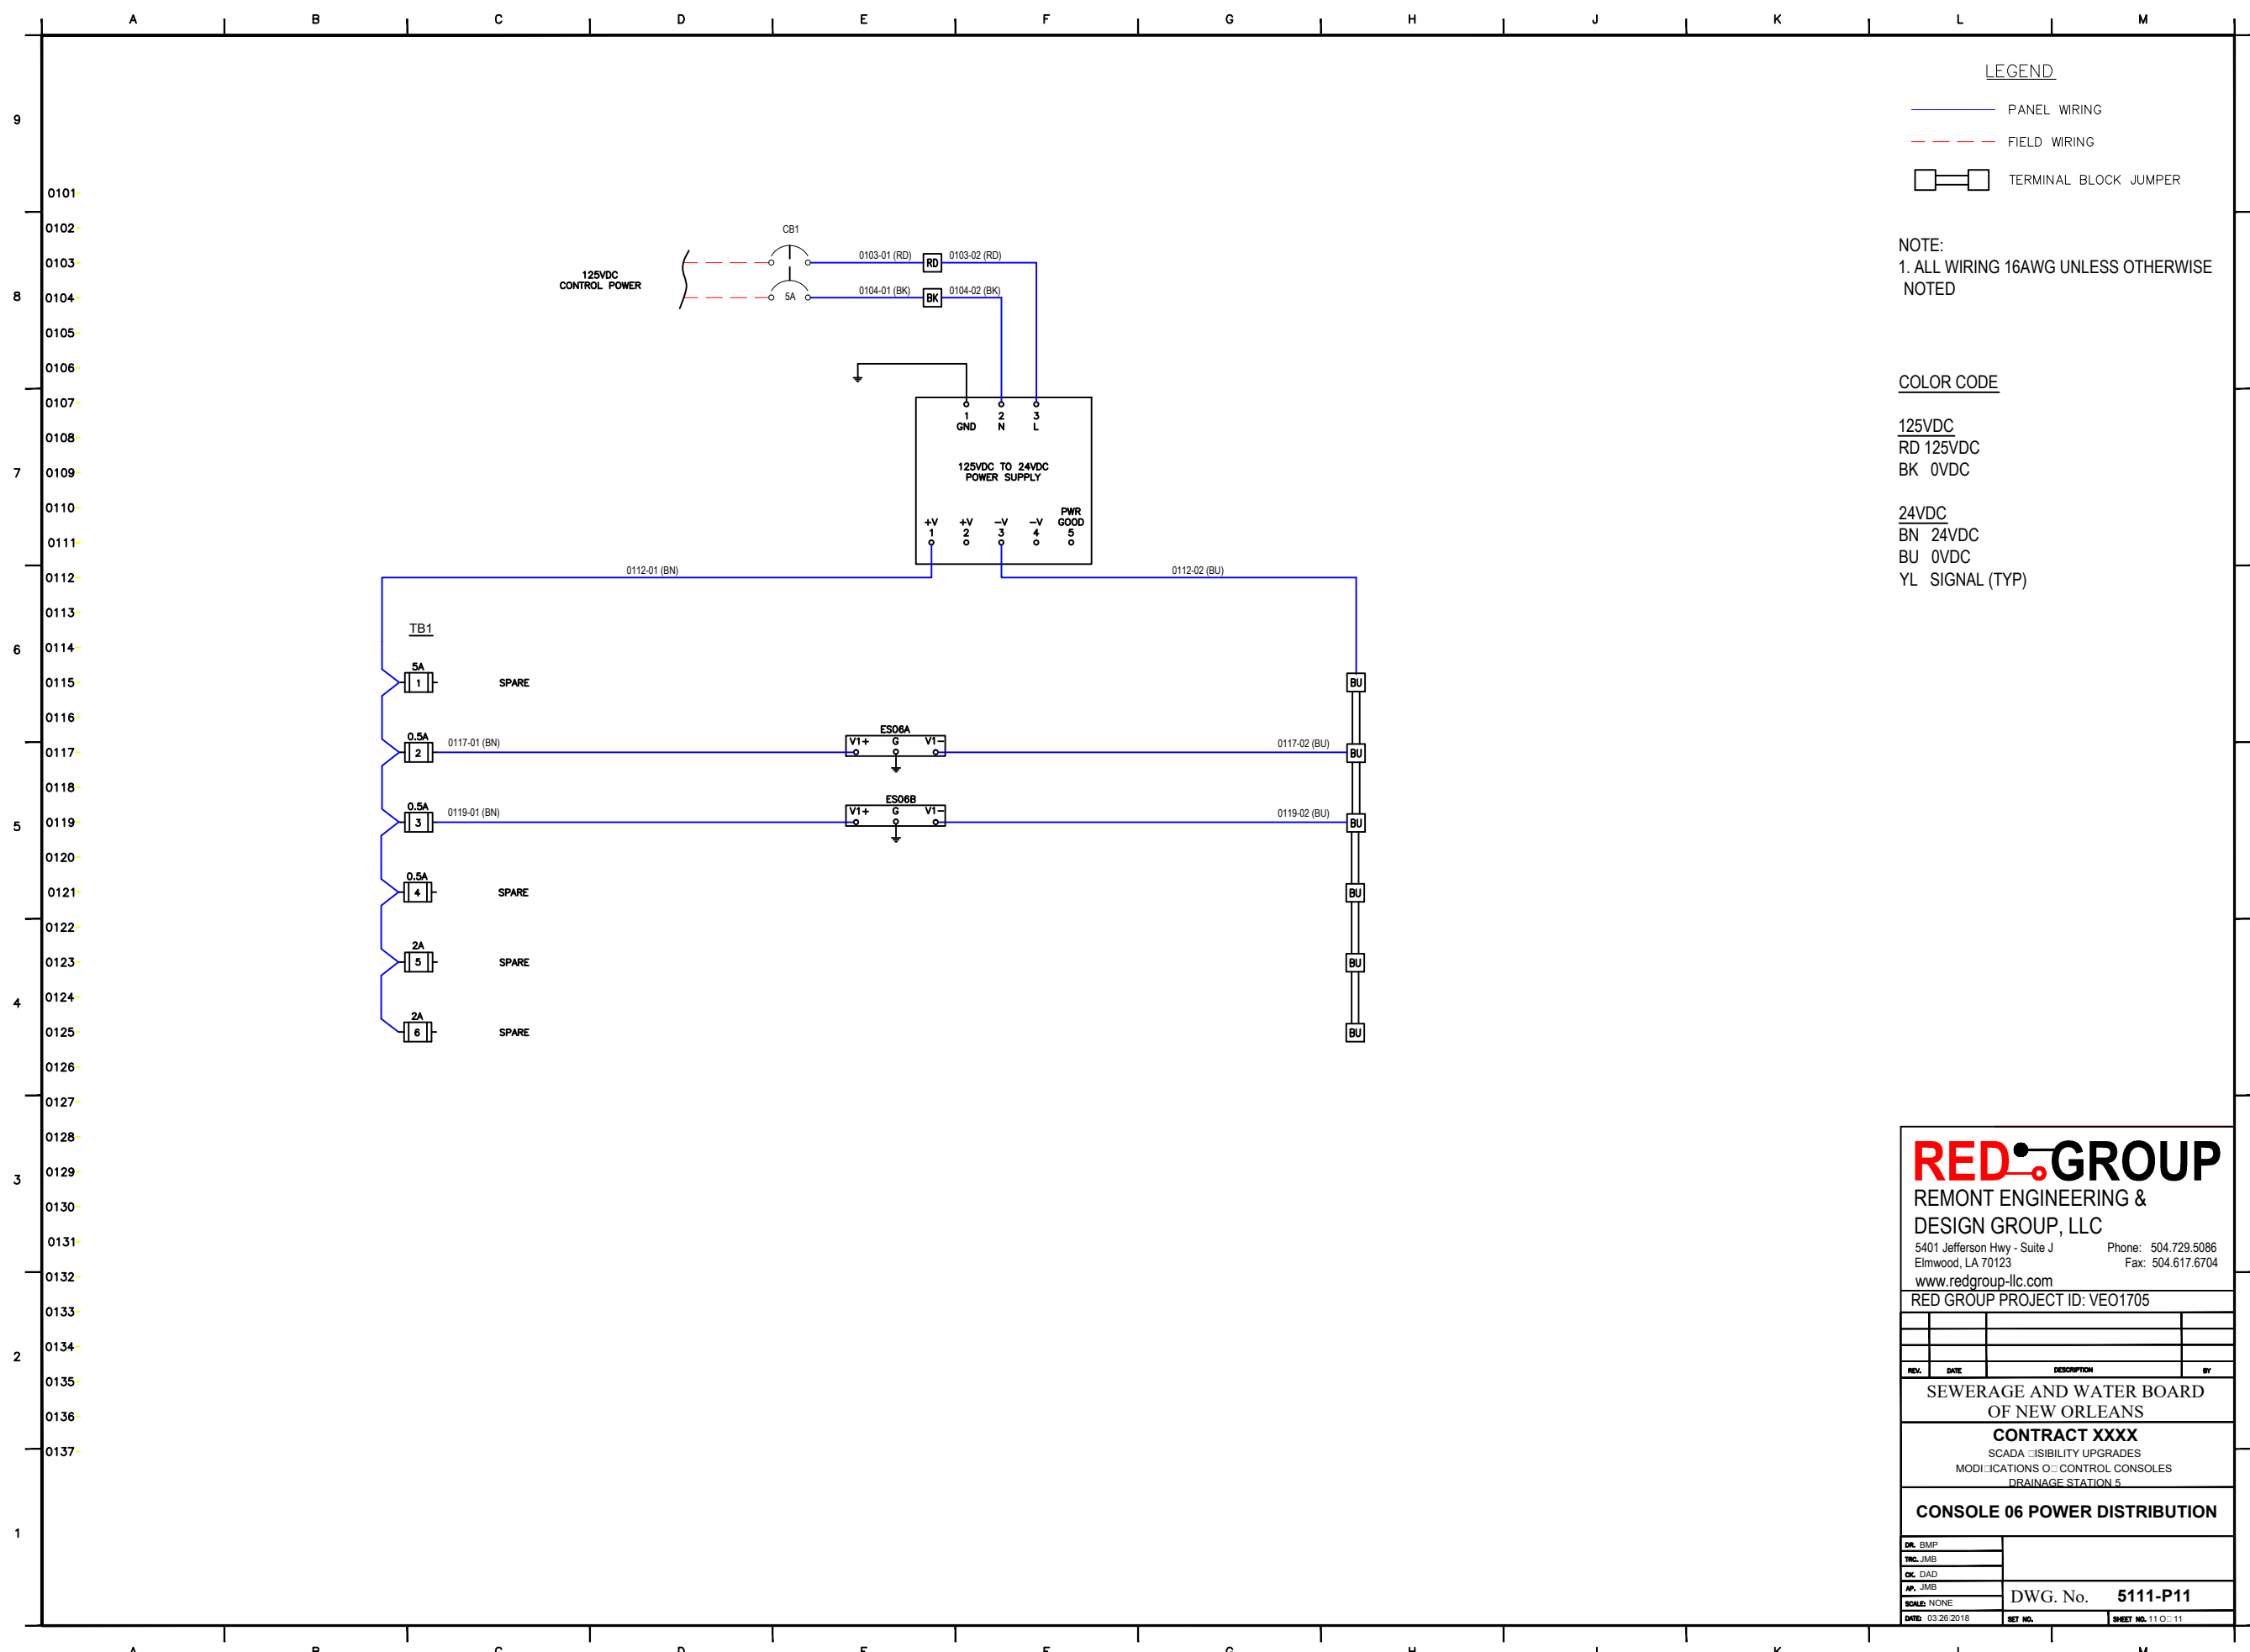 A B C D E F G H J K L M
LEGEND
PANEL WIRING
FIELD WIRING
TERMINAL BLOCK JUMPER
NOTE:
1. ALL WIRING 16AWG UNLESS OTHERWISE
NOTED
COLOR CODE
125VDC
RD 125VDC
BK 0VDC
24VDC
BN 24VDC
BU 0VDC
YL SIGNAL (TYP)
9
8
7
6
5
4
3
2
1
0101
0102
0103
0104
0105
0106
0107
0108
0109
0110
0111
0112
0113
0114
0115
0116
0117
0118
0119
0120
0121
0122
0123
0124
0125
0126
0127
0128
0129
0130
0131
0132
0133
0134
0135
0136
0137
CB1
125VDC
CONTROL POWER
0103-01 (RD) RD 0103-02 (RD)
5A 0104-01 (BK) BK 0104-02 (BK)
1 2 3
GND N L
125VDC TO 24VDC
POWER SUPPLY
PWR
+V +V -V -V GOOD
1 2 3 4 5
0112-01 (BN) 0112-02 (BU)
TB1
5A
1 SPARE BU
0.5A ES06A
2 0117-01 (BN) V1+ G V1- 0117-02 (BU) BU
0.5A ES06B
3 0119-01 (BN) V1+ G V1- 0119-02 (BU) BU
0.5A
4 SPARE BU
2A
5 SPARE BU
2A
6 SPARE BU
RED GROUP
REMONT ENGINEERING &
DESIGN GROUP, LLC
5401 Jefferson Hwy - Suite J Phone: 504.729.5086
Elmwood, LA 70123 Fax: 504.617.6704
www.redgroup-llc.com
RED GROUP PROJECT ID: VEO1705
REV. DATE DESCRIPTION BY
SEWERAGE AND WATER BOARD
OF NEW ORLEANS
CONTRACT XXXX
SCADA □ISIBILITY UPGRADES
MODI□ICATIONS O□ CONTROL CONSOLES
DRAINAGE STATION 5
CONSOLE 06 POWER DISTRIBUTION
DR. BMP
TRC. JMB
CK. DAD
AP. JMB
SCALE: NONE
DATE: 03 26 2018
DWG. No. 5111-P11
SET NO. SHEET NO. 11 O□ 11
A B C D E F G H J K L M